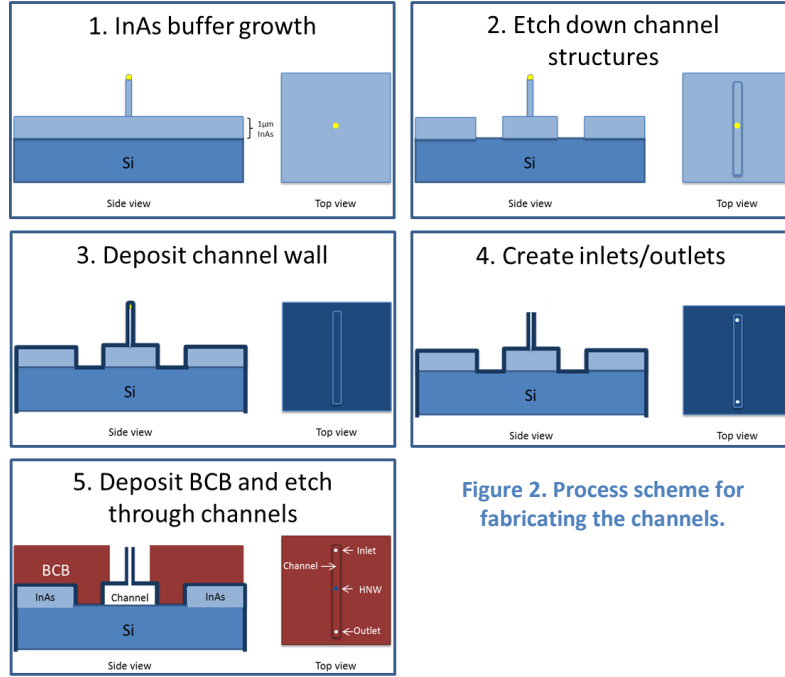 1. InAs buffer growth
1µm
InAs
Si
Side view
Top view
2. Etch down channel
structures
Si
Side view
Top view
3. Deposit channel wall
Si
Side view
Top view
4. Create inlets/outlets
Si
Side view
Top view
5. Deposit BCB and etch
through channels
BCB
InAs
Channel
InAs
Si
Side view
Inlet
Channel
HNW
Outlet
Top view
Figure 2. Process scheme for
fabricating the channels.